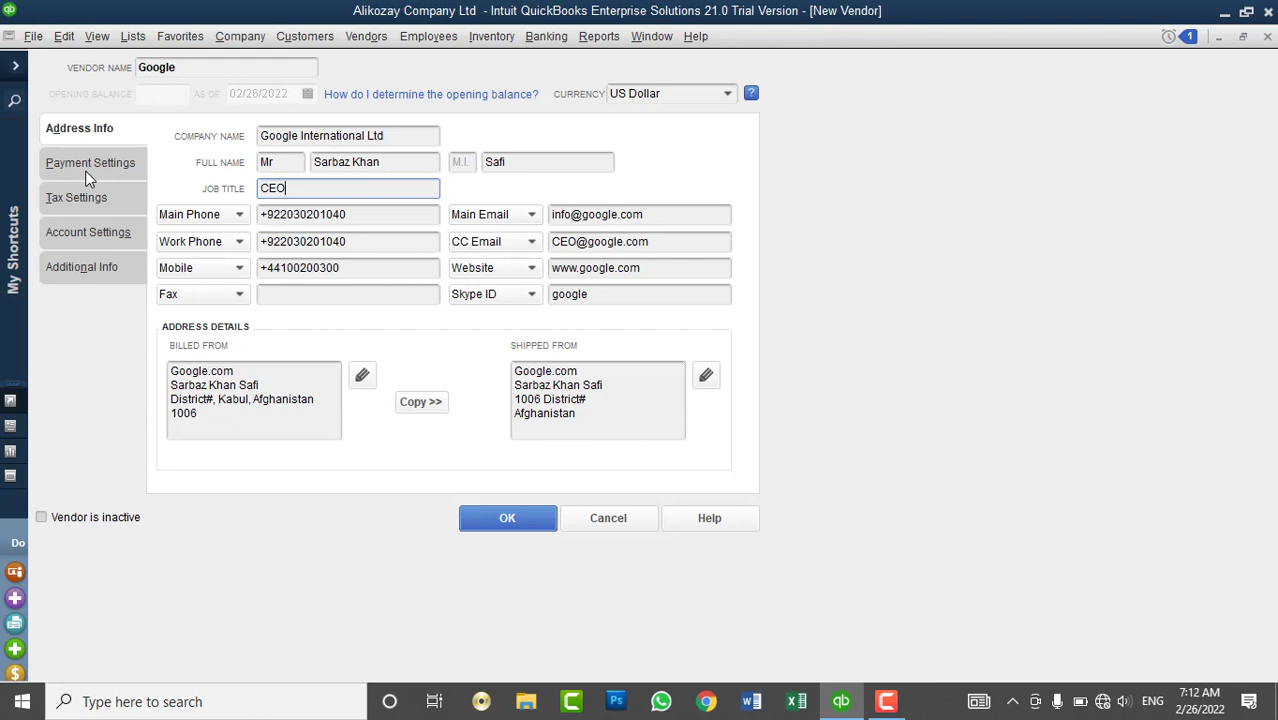 Alikozay Company Ltd - Intuit QuickBooks Enterprise Solutions 21.0 Trial Version - [New Vendor]
File Edit View Lists Favorites Company Customers Vendors Employees Inventory Banking Reports Window Help 1
VENDOR NAME Google
OPENING BALANCE AS OF 02/26/2022 How do I determine the opening balance? CURRENCY US Dollar ?
Address Info
Payment Settings
Tax Settings
Account Settings
Additional Info
COMPANY NAME Google International Ltd
FULL NAME Mr Sarbaz Khan M.I. Safi
JOB TITLE CEO
Main Phone +922030201040 Main Email info@google.com
Work Phone +922030201040 CC Email CEO@google.com
Mobile +44100200300 Website www.google.com
Fax Skype ID google
ADDRESS DETAILS
BILLED FROM
Google.com
Sarbaz Khan Safi
District#, Kabul, Afghanistan
1006
Copy >>
SHIPPED FROM
Google.com
Sarbaz Khan Safi
1006 District#
Afghanistan
Vendor is inactive
OK Cancel Help
My Shortcuts
Do
Type here to search
ENG
7:12 AM
2/26/2022